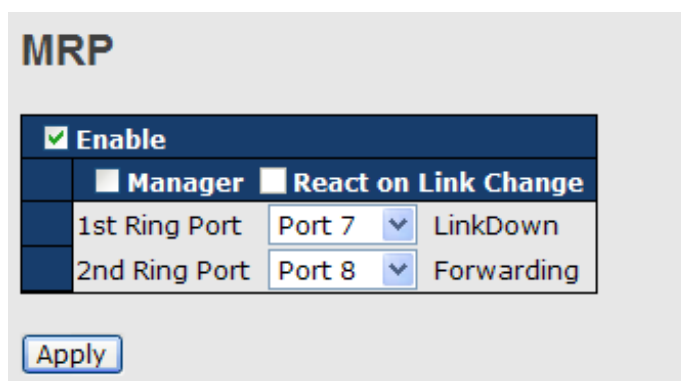 MRP
Enable
Manager React on Link Change
1st Ring Port Port 7 LinkDown
2nd Ring Port Port 8 Forwarding
Apply